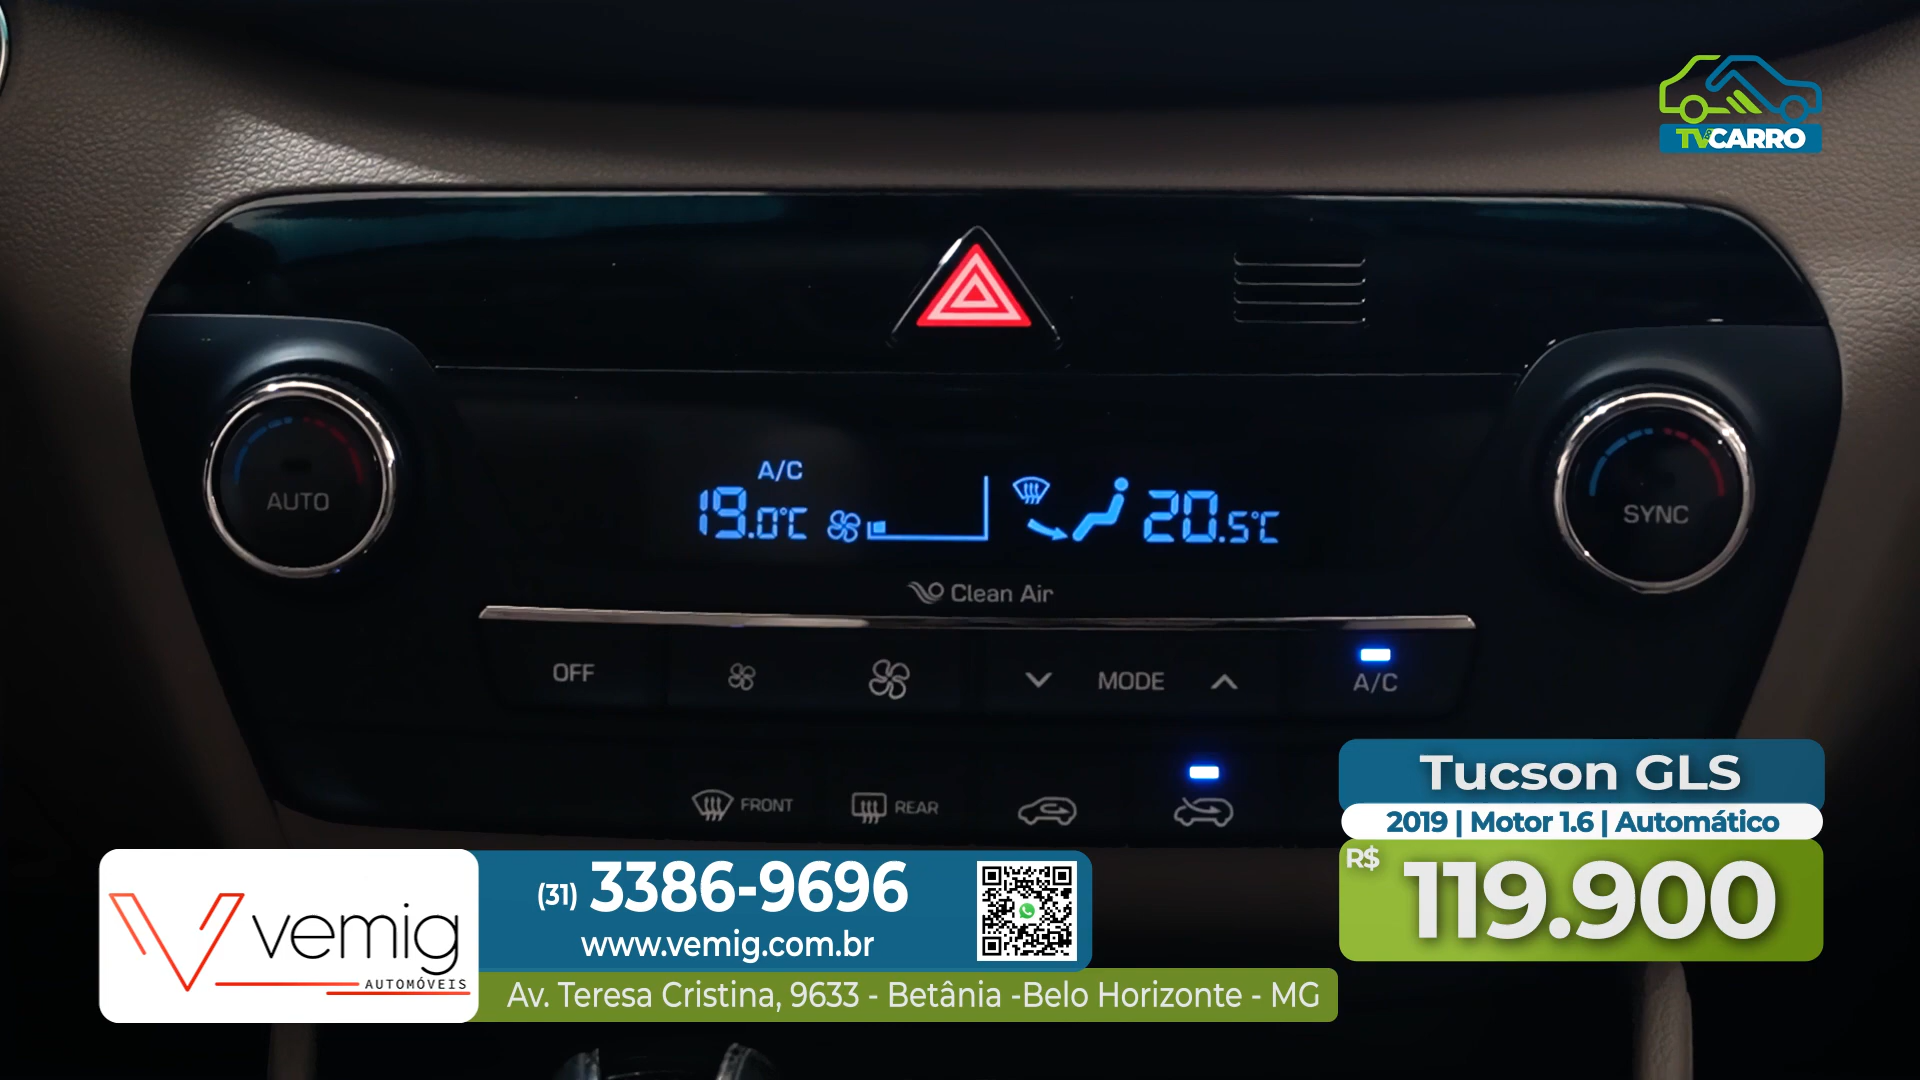 TVCARRO
A/C
19.0°C
20.5°C
AUTO
SYNC
Clean Air
OFF
MODE
A/C
FRONT
REAR
Tucson GLS
2019 | Motor 1.6 | Automático
R$ 119.900
vemig
AUTOMÓVEIS
(31) 3386-9696
www.vemig.com.br
Av. Teresa Cristina, 9633 - Betânia -Belo Horizonte - MG